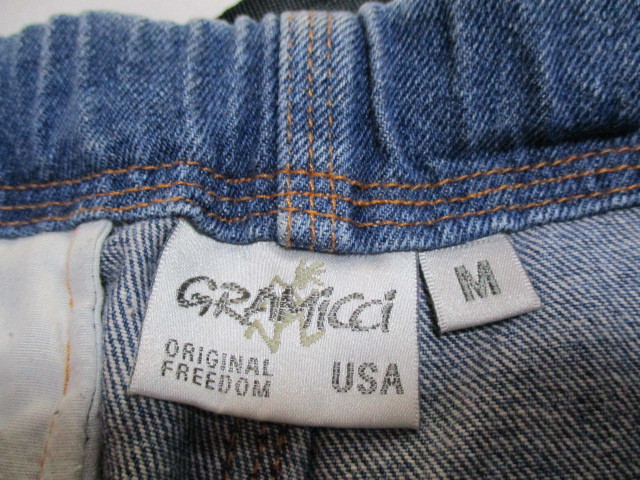 GRAMiCCi
ORIGINAL
FREEDOM
USA
M